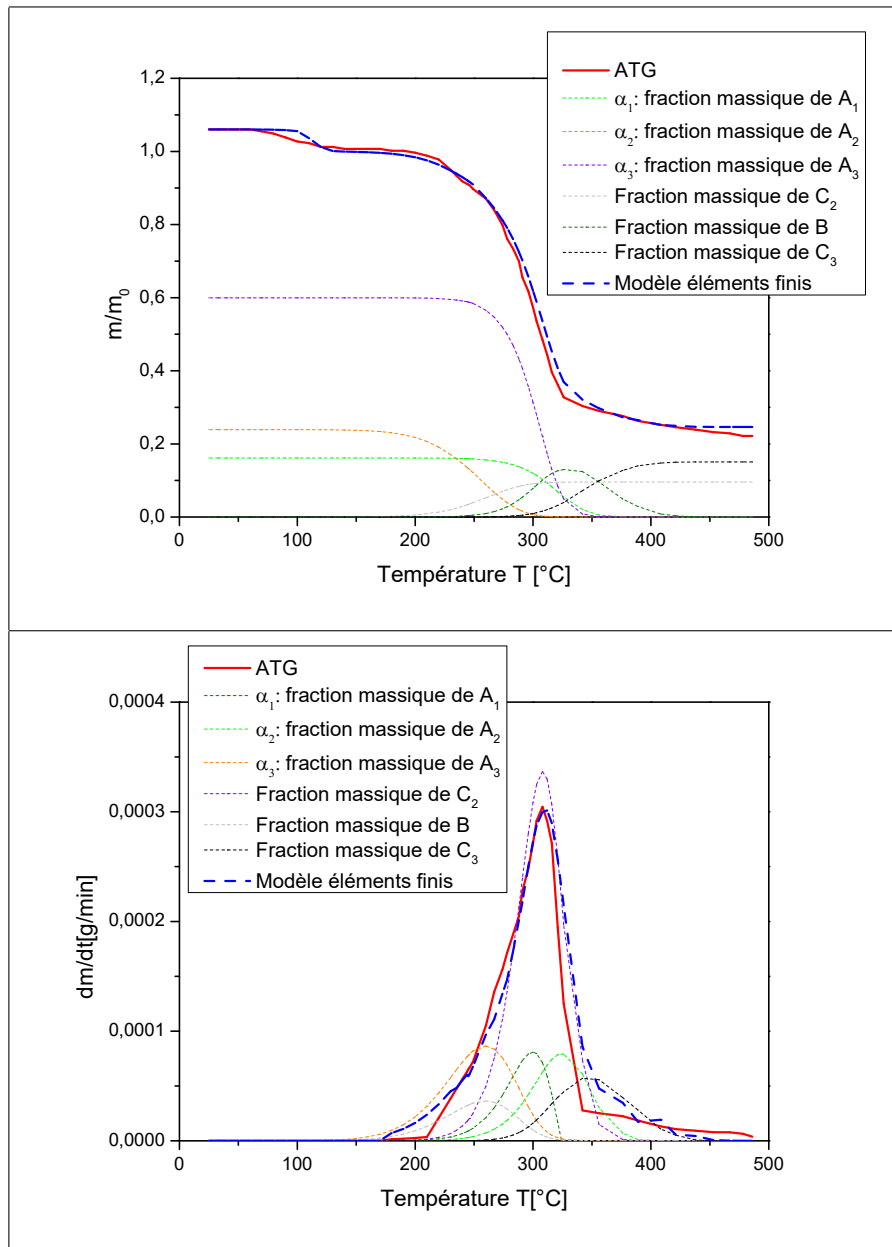 ATG
α1: fraction massique de A1
α2: fraction massique de A2
α3: fraction massique de A3
Fraction massique de C2
Fraction massique de B
Fraction massique de C3
Modèle éléments finis
1,2
1,0
0,8
0,6
0,4
0,2
0,0
m/m0
0 100 200 300 400 500
Température T [°C]
ATG
α1: fraction massique de A1
α2: fraction massique de A2
α3: fraction massique de A3
Fraction massique de C2
Fraction massique de B
Fraction massique de C3
Modèle éléments finis
0,0004
0,0003
0,0002
0,0001
0,0000
dm/dt[g/min]
0 100 200 300 400 500
Température T[°C]